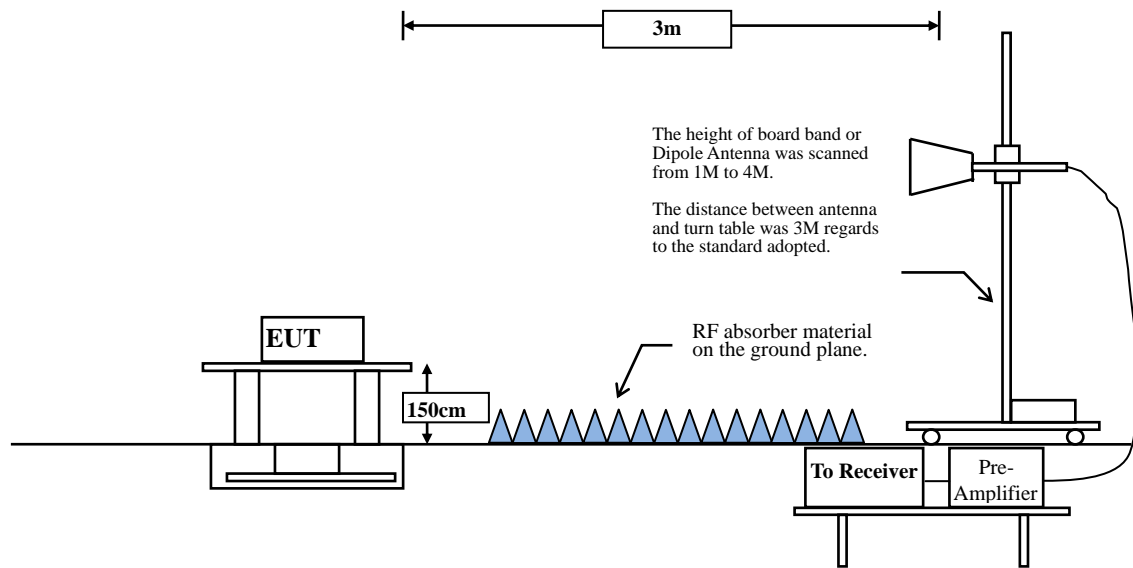 3m
The height of board band or
Dipole Antenna was scanned
from 1M to 4M.
The distance between antenna
and turn table was 3M regards
to the standard adopted.
EUT
RF absorber material
on the ground plane.
150cm
To Receiver
Pre-
Amplifier